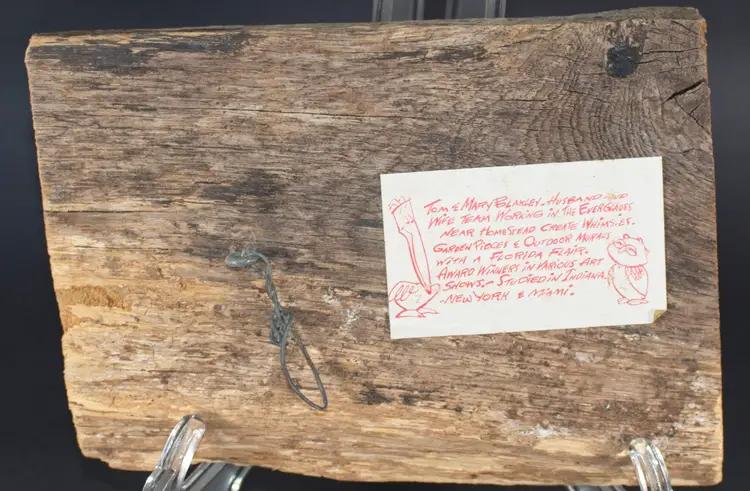 Tom & Mary Blakley. Husband and
Wife Team Working in the Everglades
near Homestead create Whimsies.
Garden Pieces & Outdoor Murals
with a Florida Flair.
Award Winners in various Art
Shows.- Studied in Indiana,
-New York & Miami.